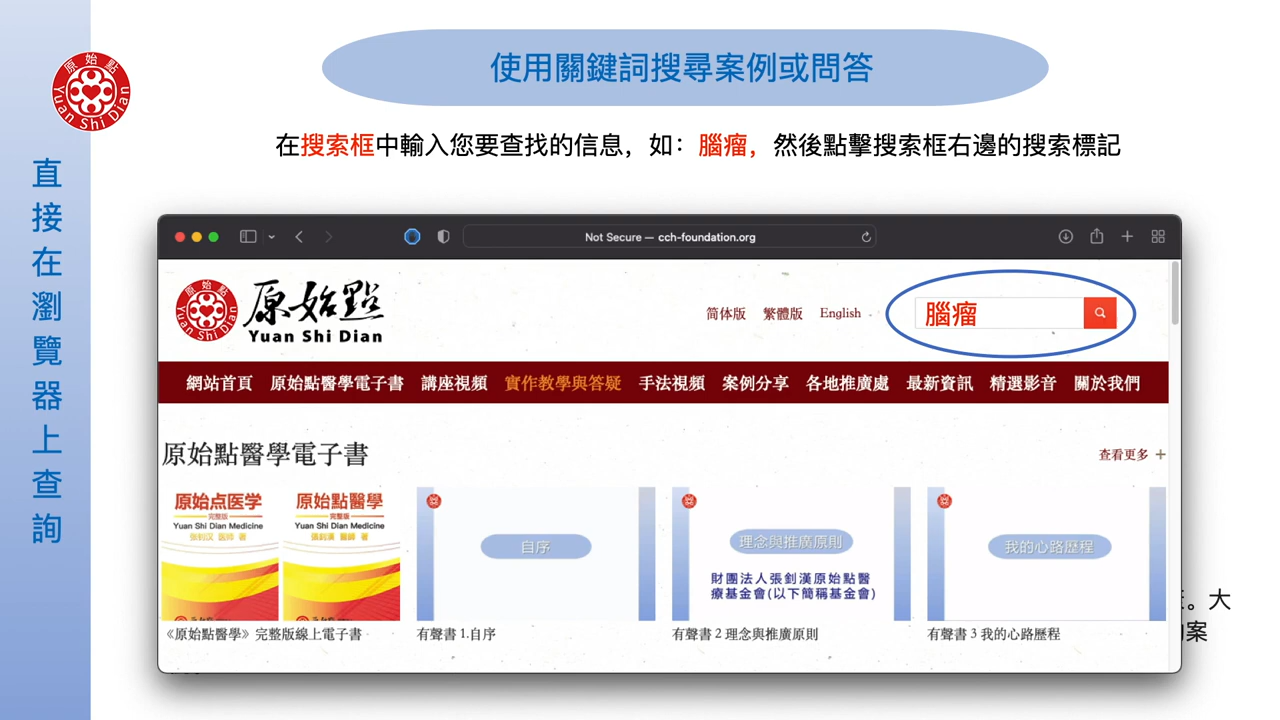 使用關鍵詞搜尋案例或問答
原始點
Yuan Shi Dian
在搜索框中輸入您要查找的信息，如：腦瘤，然後點擊搜索框右邊的搜索標記
直接在瀏覽器上查詢
Not Secure — cch-foundation.org
原始點
Yuan Shi Dian
原始點
Yuan Shi Dian
简体版 繁體版 English
腦瘤
網站首頁 原始點醫學電子書 講座視頻 實作教學與答疑 手法視頻 案例分享 各地推廣處 最新資訊 精選影音 關於我們
原始點醫學電子書
查看更多 +
原始点医学
完整版
Yuan Shi Dian Medicine
张钊汉 医师 著
原始點醫學
完整版
Yuan Shi Dian Medicine
張釗漢 醫師 著
自序
理念與推廣原則
財團法人張釗漢原始點醫
療基金會(以下簡稱基金會)
我的心路歷程
《原始點醫學》完整版線上電子書
有聲書 1.自序
有聲書 2 理念與推廣原則
有聲書 3 我的心路歷程
。大
案